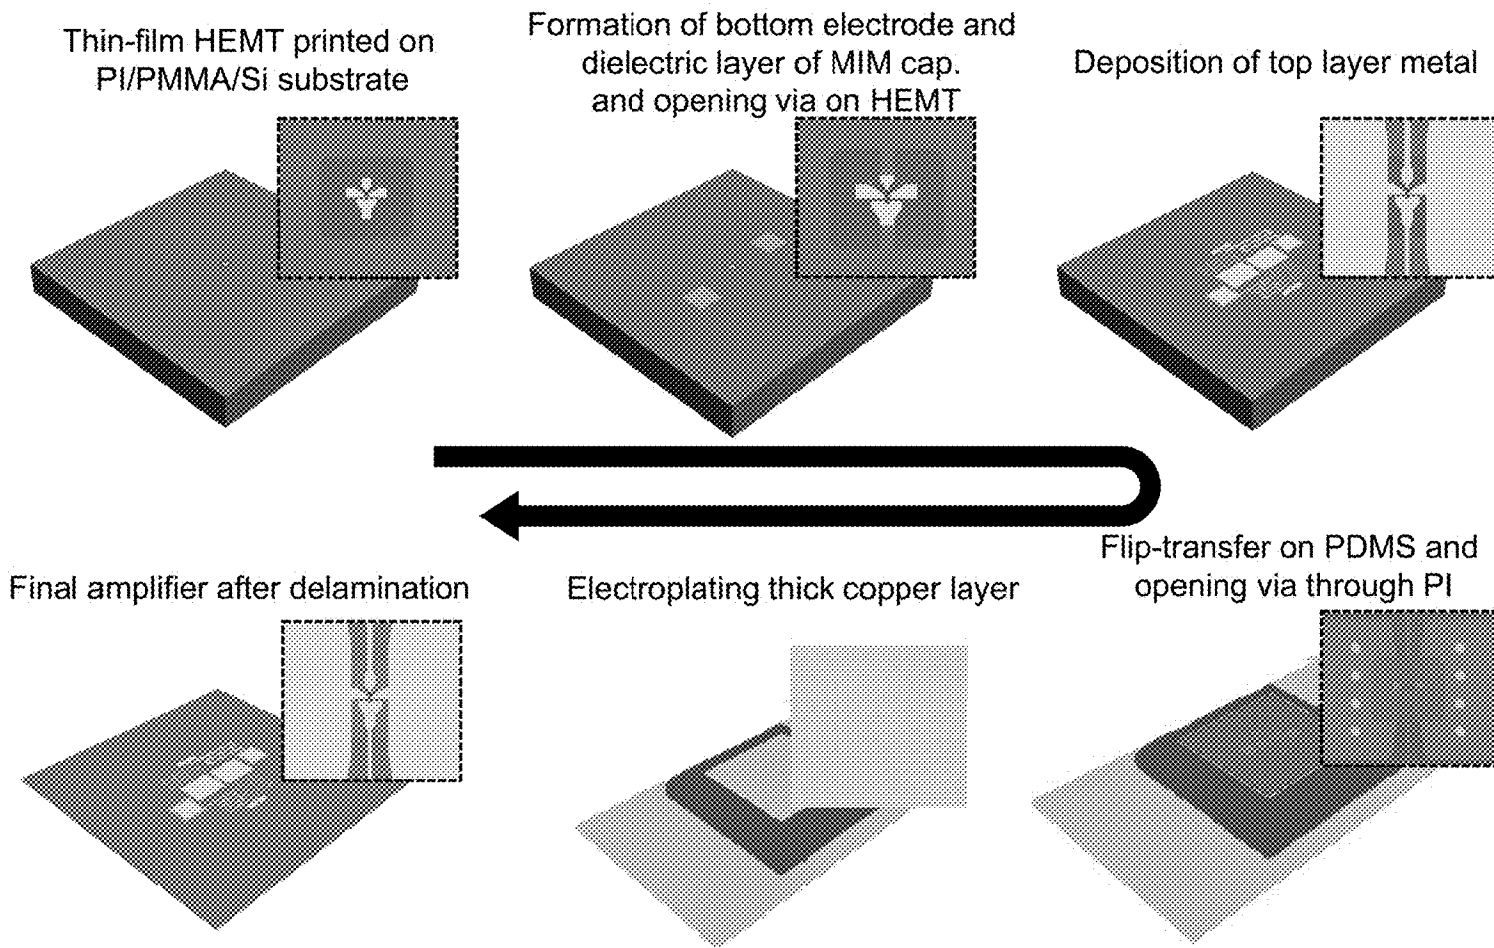 Thin-film HEMT printed on
PI/PMMA/Si substrate
Formation of bottom electrode and
dielectric layer of MIM cap.
and opening via on HEMT
Deposition of top layer metal
Final amplifier after delamination
Electroplating thick copper layer
Flip-transfer on PDMS and
opening via through PI